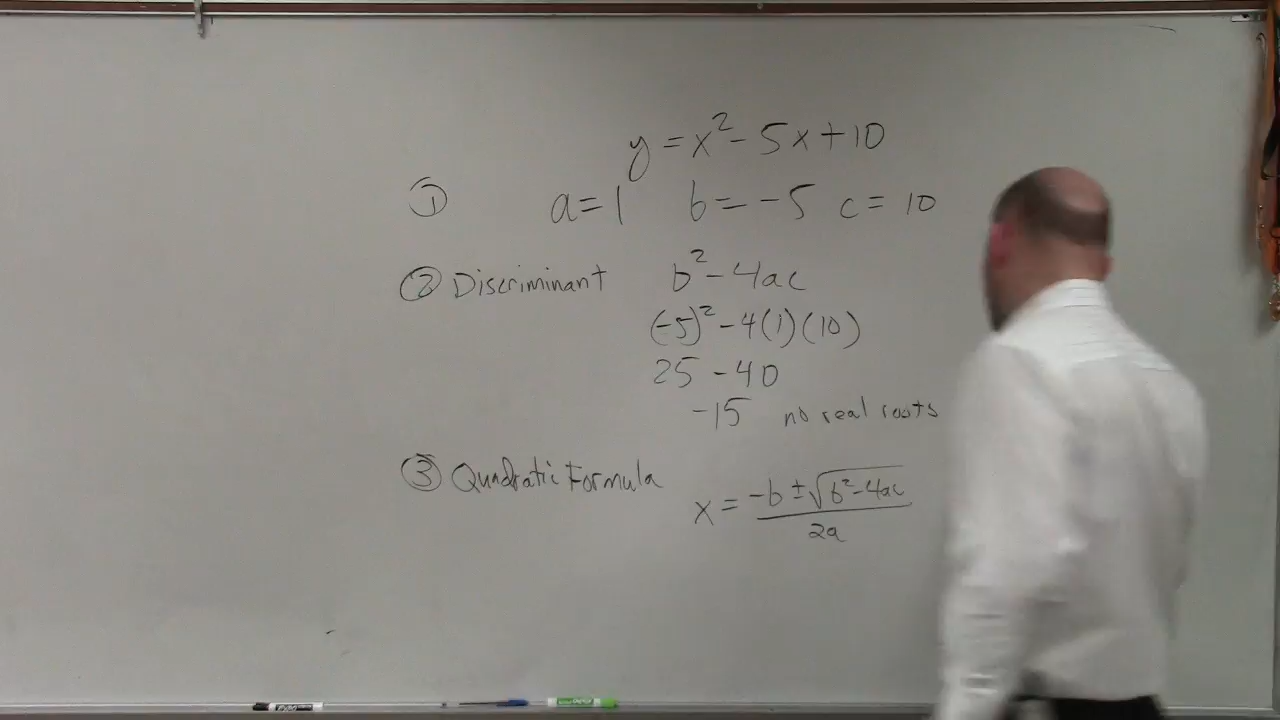 y = x² - 5x + 10
① a = 1 b = -5 c = 10
② Discriminant b² - 4ac
(-5)² - 4(1)(10)
25 - 40
-15 no real roots
③ Quadratic Formula x = (-b ± √(b² - 4ac)) / 2a